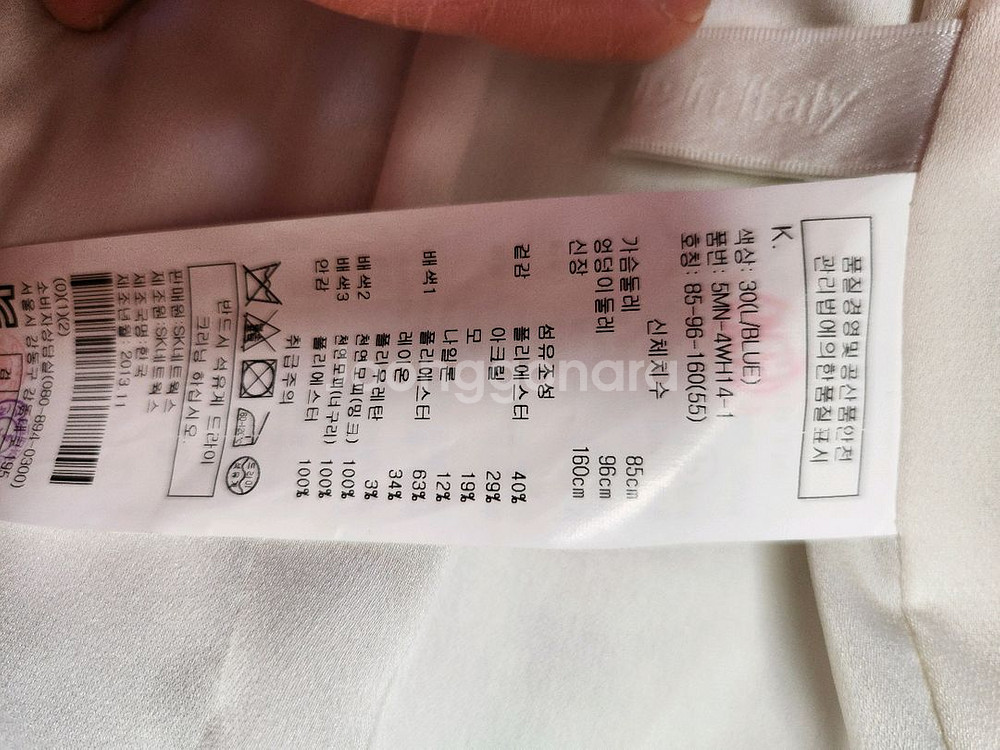 in Italy
품질경영및공산품안전
관리법에의한품질표시
K.
색상: 30(L/BLUE)
품번: 5MN-4WH14-1
호칭: 85-96-160(55)
신체치수
가슴둘레 85cm
엉덩이둘레 96cm
신장 160cm
섬유조성
겉감 폴리에스터 40%
아크릴 29%
모 19%
나일론 12%
배색1 폴리에스터 63%
레이온 34%
폴리우레탄 3%
배색2 천연모피(밍크) 100%
배색3 천연모피(너구리) 100%
안감 폴리에스터 100%
취급주의
반드시 석유계 드라이
크리닝 하십시오.
판매원:SK네트웍스
제조원:SK네트웍스
제조국명:한국
제조년월: 2013.11
(0)(1)(2)
소비자상담실(080-894-0300)
서울시 강동구